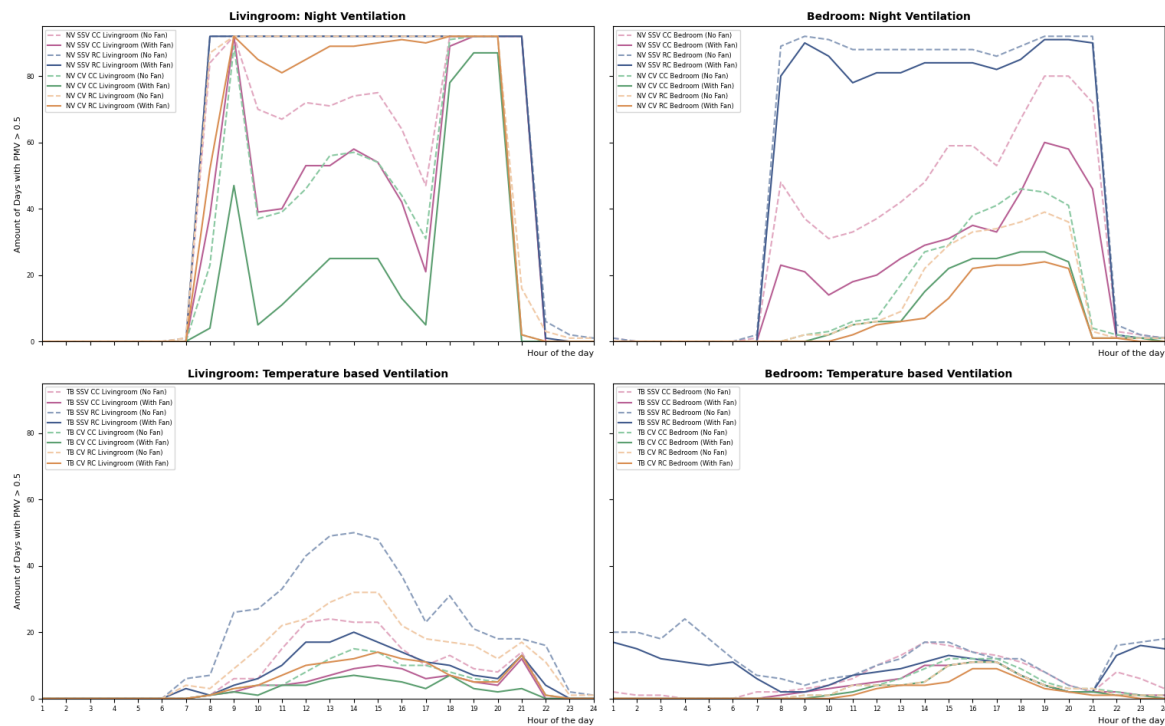 Livingroom: Night Ventilation
Amount of Days with PMV > 0.5
80
60
40
20
0
NV SSV CC Livingroom (No Fan)
NV SSV CC Livingroom (With Fan)
NV SSV RC Livingroom (No Fan)
NV SSV RC Livingroom (With Fan)
NV CV CC Livingroom (No Fan)
NV CV CC Livingroom (With Fan)
NV CV RC Livingroom (No Fan)
NV CV RC Livingroom (With Fan)
Hour of the day
Bedroom: Night Ventilation
NV SSV CC Bedroom (No Fan)
NV SSV CC Bedroom (With Fan)
NV SSV RC Bedroom (No Fan)
NV SSV RC Bedroom (With Fan)
NV CV CC Bedroom (No Fan)
NV CV CC Bedroom (With Fan)
NV CV RC Bedroom (No Fan)
NV CV RC Bedroom (With Fan)
Hour of the day
Livingroom: Temperature based Ventilation
Amount of Days with PMV > 0.5
80
60
40
20
0
TB SSV CC Livingroom (No Fan)
TB SSV CC Livingroom (With Fan)
TB SSV RC Livingroom (No Fan)
TB SSV RC Livingroom (With Fan)
TB CV CC Livingroom (No Fan)
TB CV CC Livingroom (With Fan)
TB CV RC Livingroom (No Fan)
TB CV RC Livingroom (With Fan)
1 2 3 4 5 6 7 8 9 10 11 12 13 14 15 16 17 18 19 20 21 22 23 24
Hour of the day
Bedroom: Temperature based Ventilation
TB SSV CC Bedroom (No Fan)
TB SSV CC Bedroom (With Fan)
TB SSV RC Bedroom (No Fan)
TB SSV RC Bedroom (With Fan)
TB CV CC Bedroom (No Fan)
TB CV CC Bedroom (With Fan)
TB CV RC Bedroom (No Fan)
TB CV RC Bedroom (With Fan)
1 2 3 4 5 6 7 8 9 10 11 12 13 14 15 16 17 18 19 20 21 22 23 24
Hour of the day